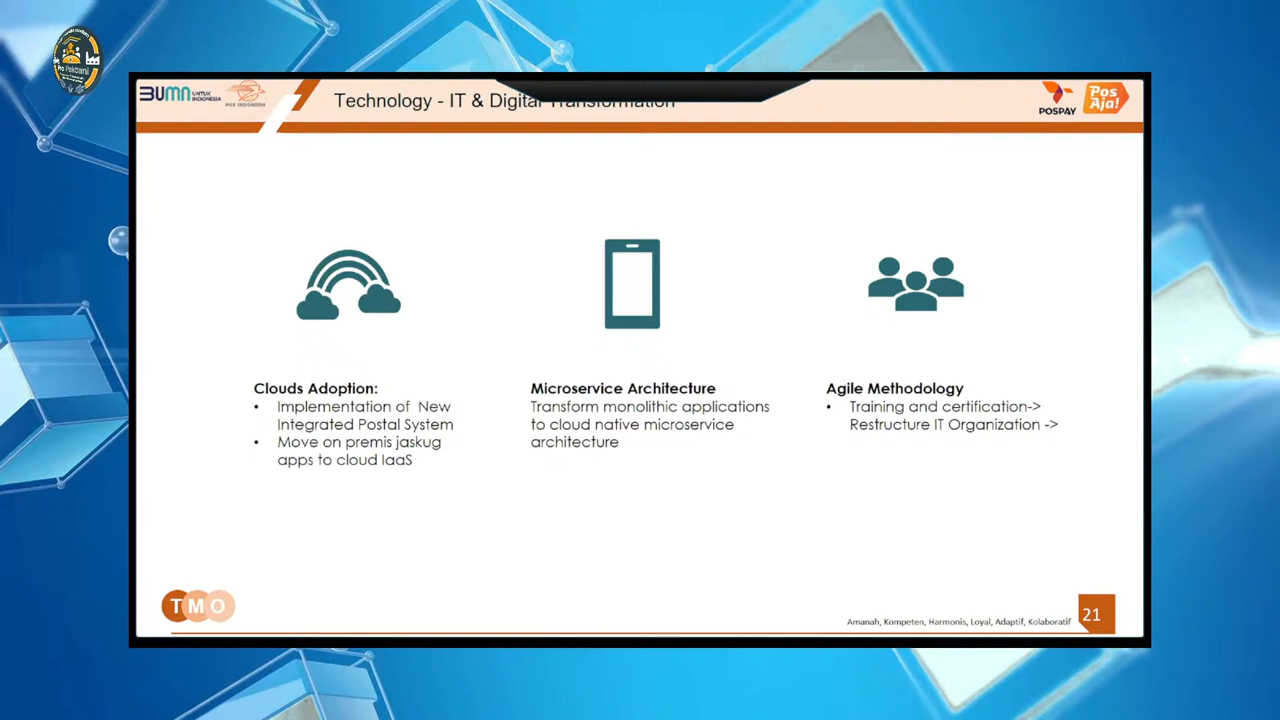 BUMN UNTUK INDONESIA
POS INDONESIA
Technology - IT & Digital Transformation
POSPAY
Pos Aja!
Clouds Adoption:
• Implementation of New
Integrated Postal System
• Move on premis jaskug
apps to cloud IaaS
Microservice Architecture
Transform monolithic applications
to cloud native microservice
architecture
Agile Methodology
• Training and certification->
Restructure IT Organization ->
TMO
Amanah, Kompeten, Harmonis, Loyal, Adaptif, Kolaboratif
21